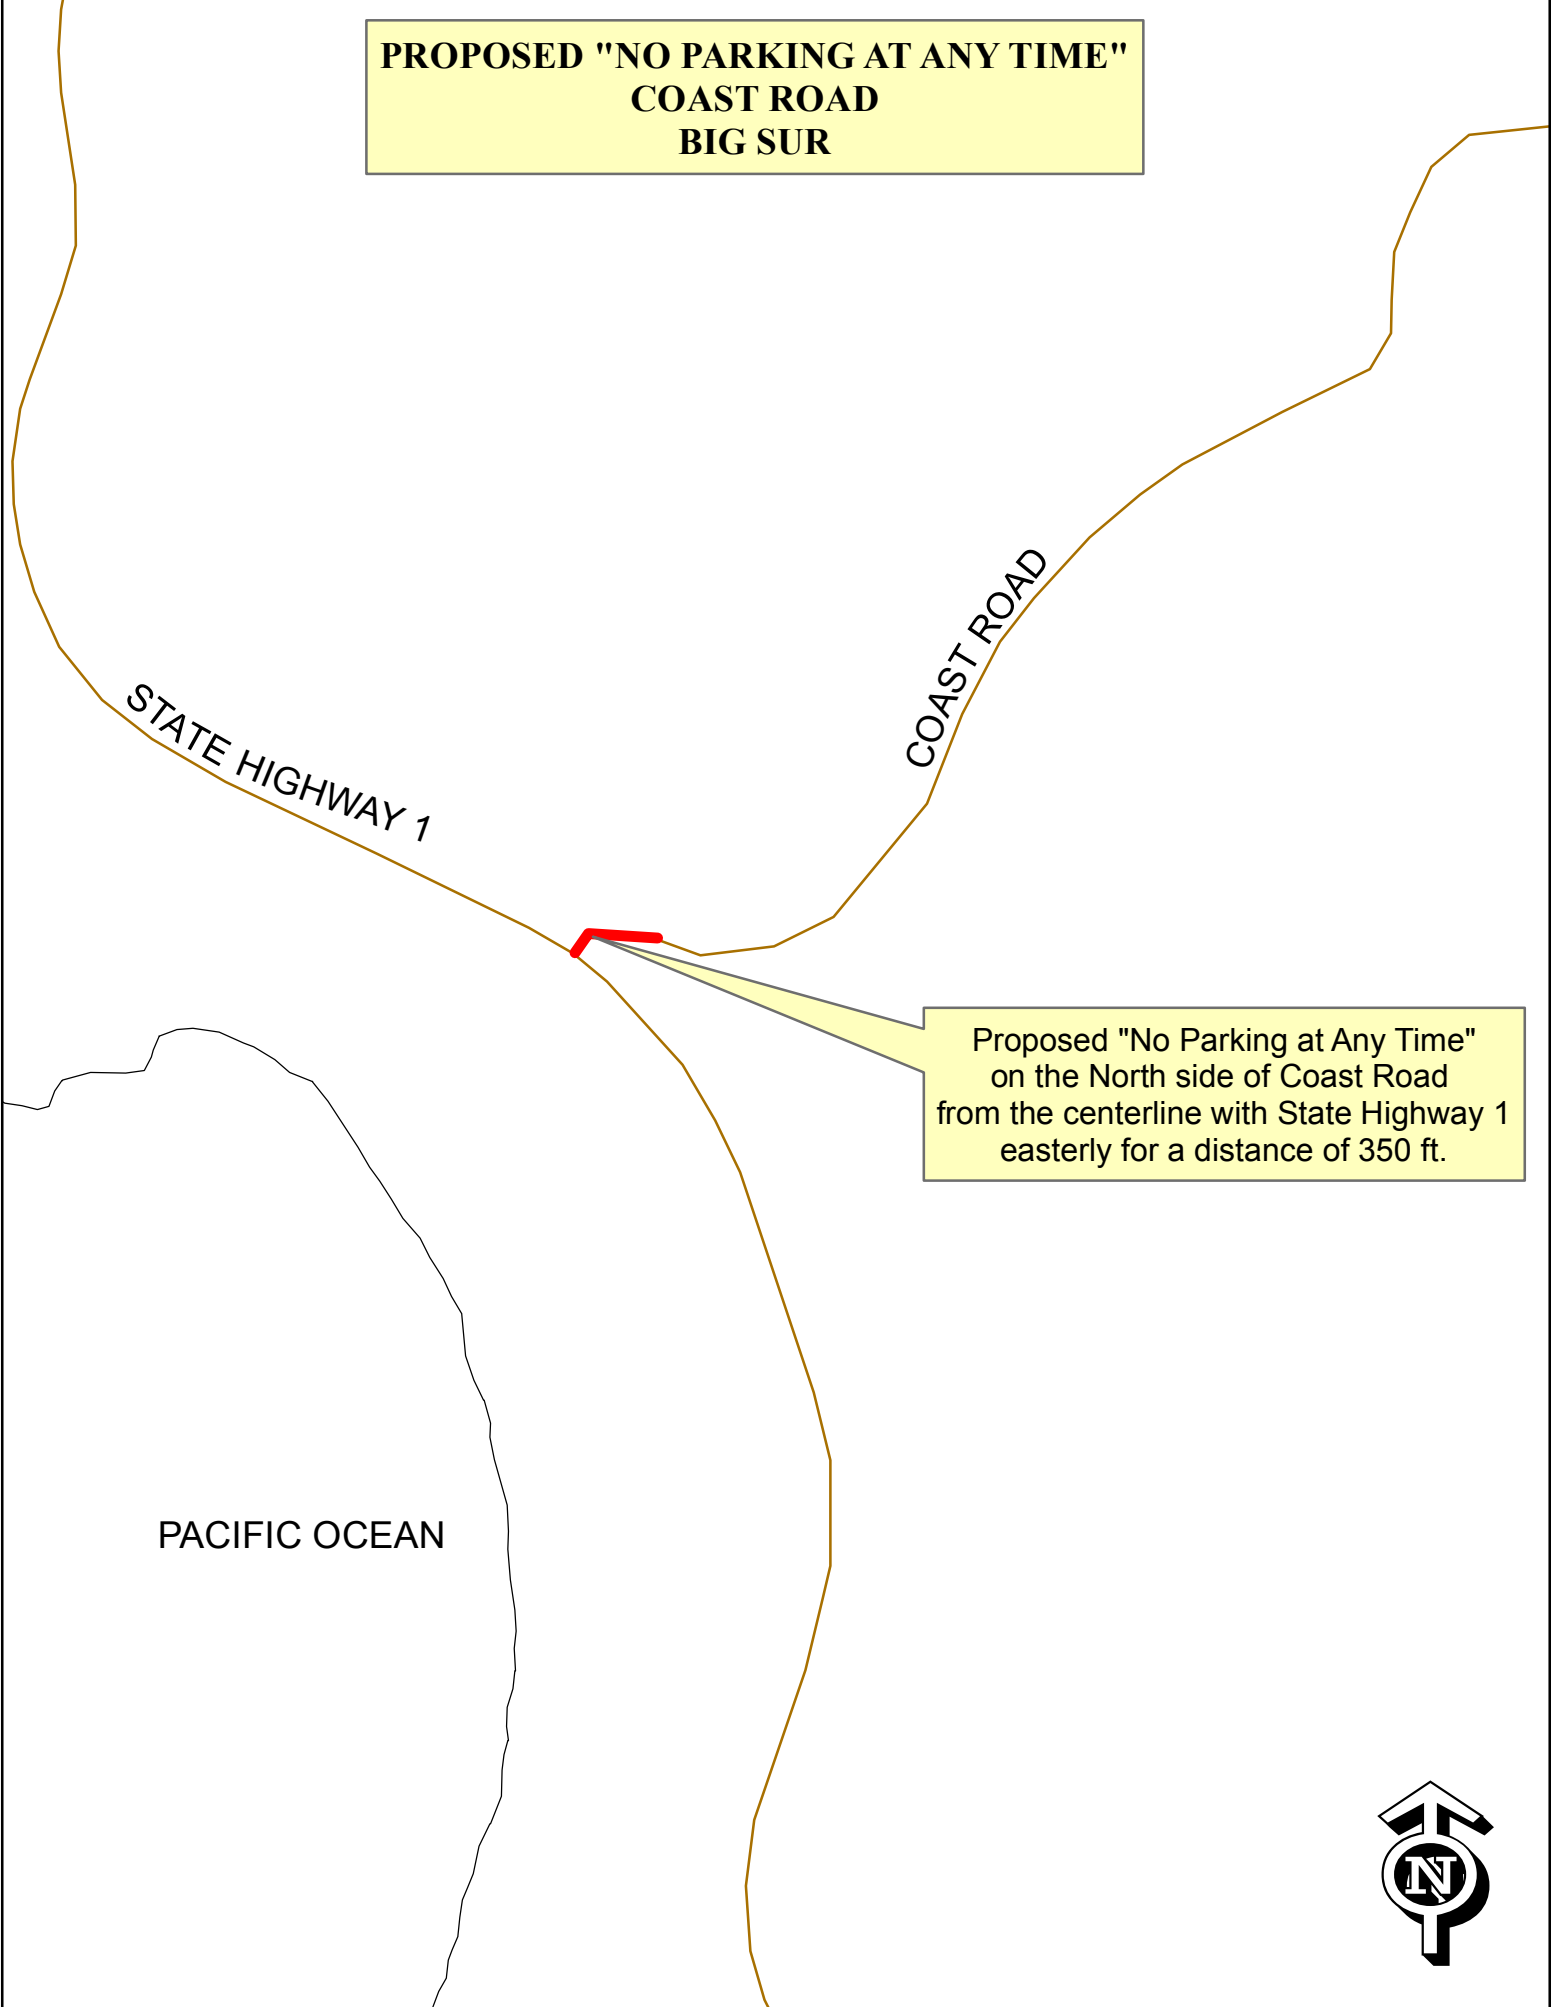 PROPOSED "NO PARKING AT ANY TIME"
COAST ROAD
BIG SUR
COAST ROAD
STATE HIGHWAY 1
Proposed "No Parking at Any Time"
on the North side of Coast Road
from the centerline with State Highway 1
easterly for a distance of 350 ft.
PACIFIC OCEAN
N